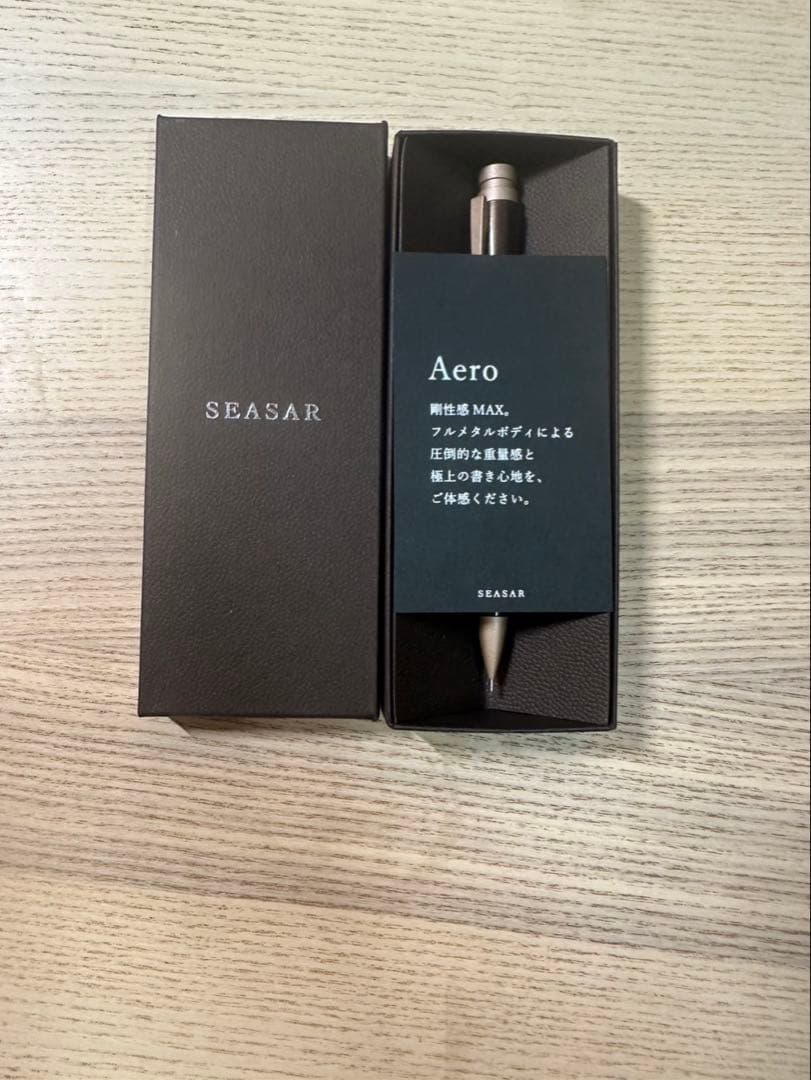 SEASAR
Aero
剛性感 MAX。
フルメタルボディによる
圧倒的な重量感と
極上の書き心地を、
ご体感ください。
SEASAR